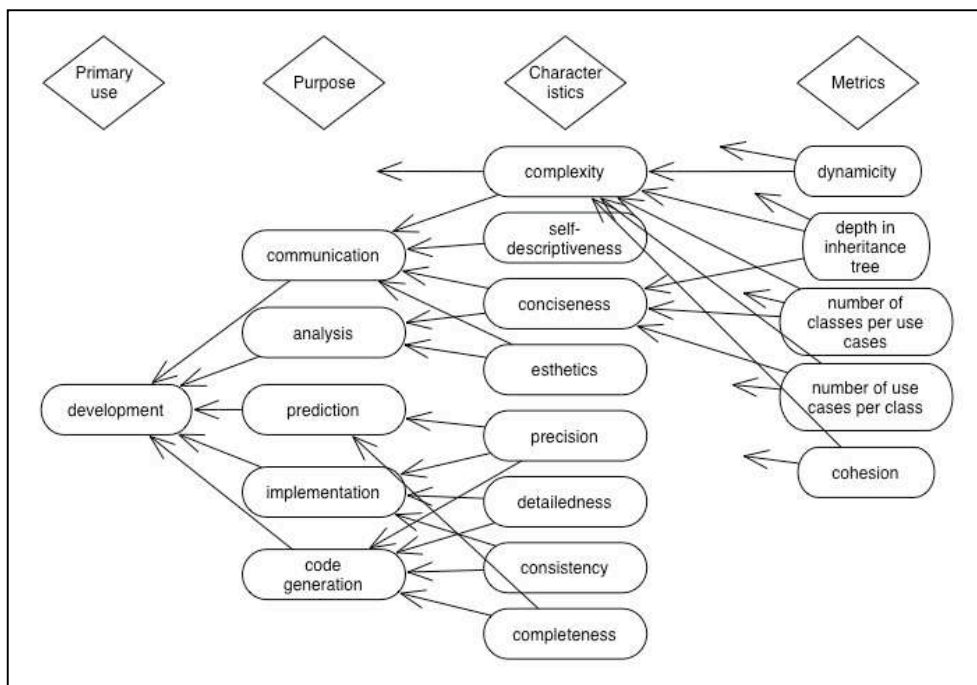 Primary
use
Purpose
Character
istics
Metrics
complexity
dynamicity
self-
descriptiveness
depth in
inheritance
tree
communication
conciseness
number of
classes per use
cases
analysis
esthetics
number of use
cases per class
development
prediction
precision
cohesion
implementation
detailedness
code
generation
consistency
completeness